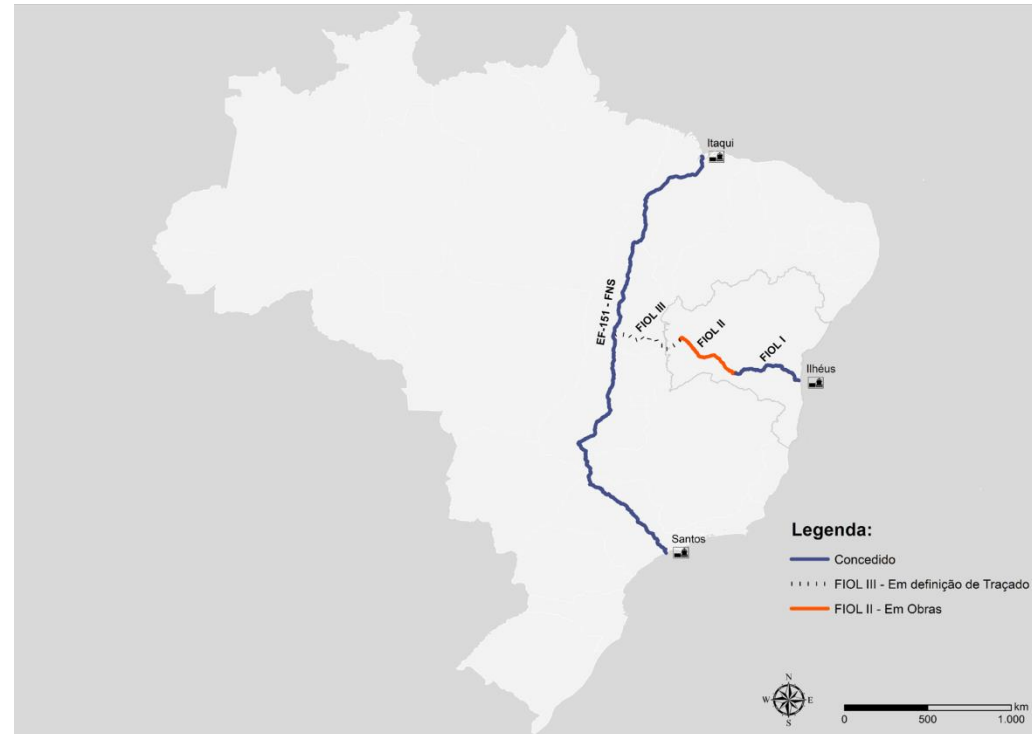 Itaqui
EF-151 - FNS
FIOL III
FIOL II
FIOL I
Ilhéus
Santos
Legenda:
Concedido
FIOL III - Em definição de Traçado
FIOL II - Em Obras
N
W
E
S
km
0
500
1.000